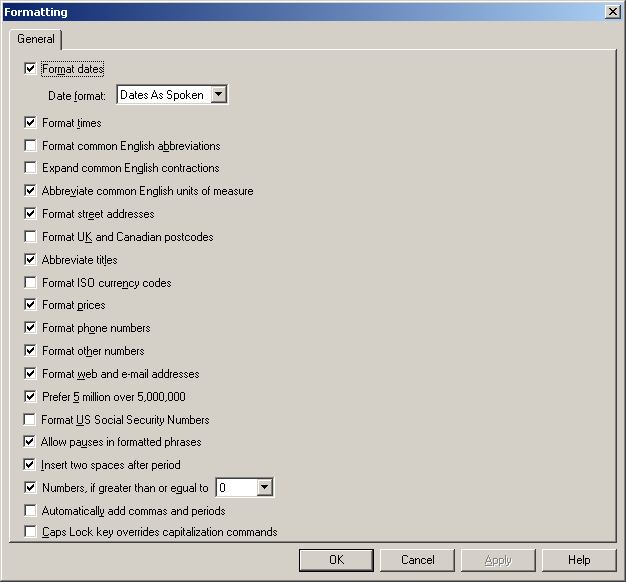 Formatting
General
Format dates
Date format: Dates As Spoken
Format times
Format common English abbreviations
Expand common English contractions
Abbreviate common English units of measure
Format street addresses
Format UK and Canadian postcodes
Abbreviate titles
Format ISO currency codes
Format prices
Format phone numbers
Format other numbers
Format web and e-mail addresses
Prefer 5 million over 5,000,000
Format US Social Security Numbers
Allow pauses in formatted phrases
Insert two spaces after period
Numbers, if greater than or equal to 0
Automatically add commas and periods
Caps Lock key overrides capitalization commands
OK Cancel Apply Help